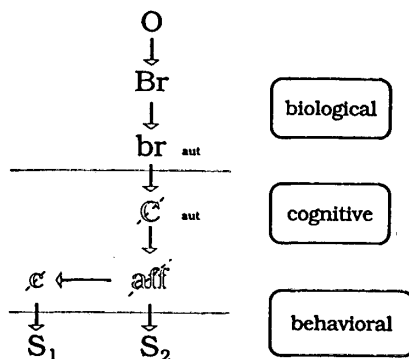 O
Br
biological
br aut
C aut
cognitive
c aff
behavioral
S1 S2